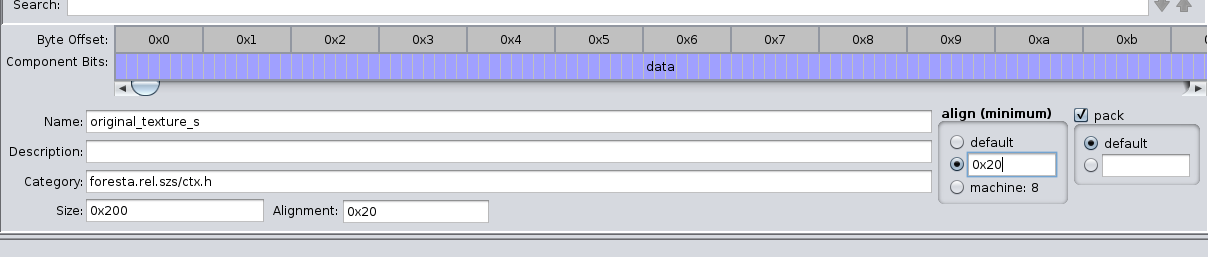 Search:
Byte Offset: 0x0 0x1 0x2 0x3 0x4 0x5 0x6 0x7 0x8 0x9 0xa 0xb
Component Bits: data
Name: original_texture_s
Description:
Category: foresta.rel.szs/ctx.h
Size: 0x200 Alignment: 0x20
align (minimum)
default
0x20
machine: 8
pack
default